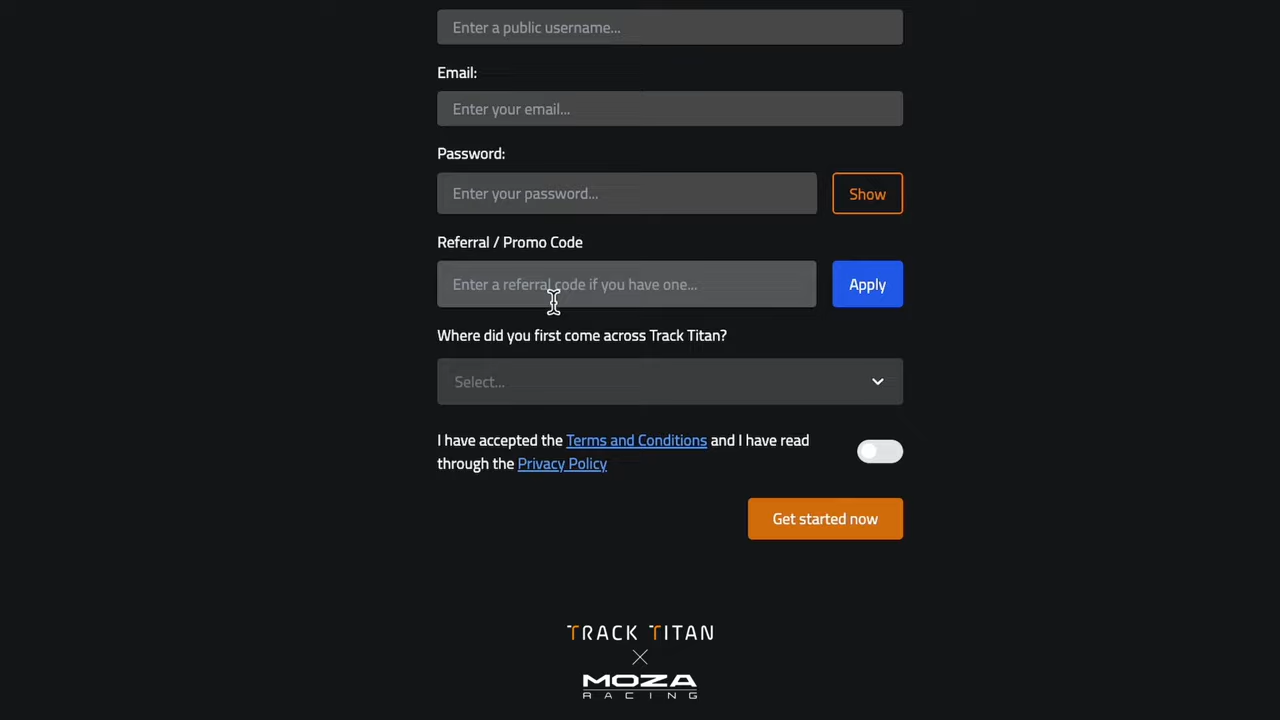 Enter a public username...
Email:
Enter your email...
Password:
Enter your password...
Show
Referral / Promo Code
Enter a referral code if you have one...
Apply
Where did you first come across Track Titan?
Select...
I have accepted the Terms and Conditions and I have read
through the Privacy Policy
Get started now
TRACK TITAN
MOZA
RACING